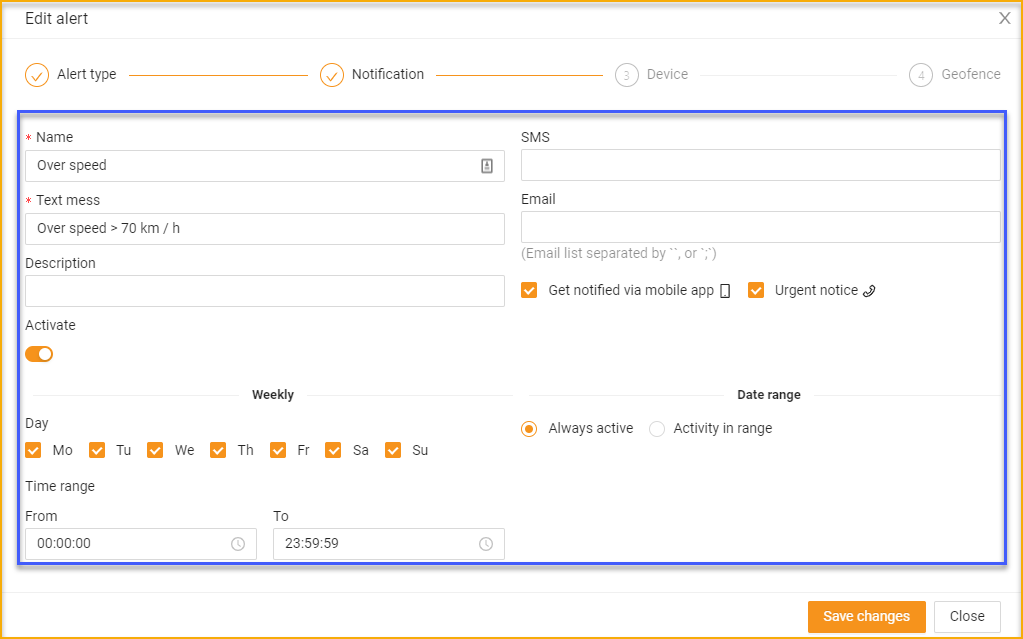 Edit alert
Alert type
Notification
3 Device
4 Geofence
* Name
Over speed
* Text mess
Over speed > 70 km / h
Description
Activate
SMS
Email
(Email list separated by ``, or `;`)
Get notified via mobile app
Urgent notice
Weekly
Day
Mo Tu We Th Fr Sa Su
Time range
From To
00:00:00 23:59:59
Date range
Always active Activity in range
Save changes Close